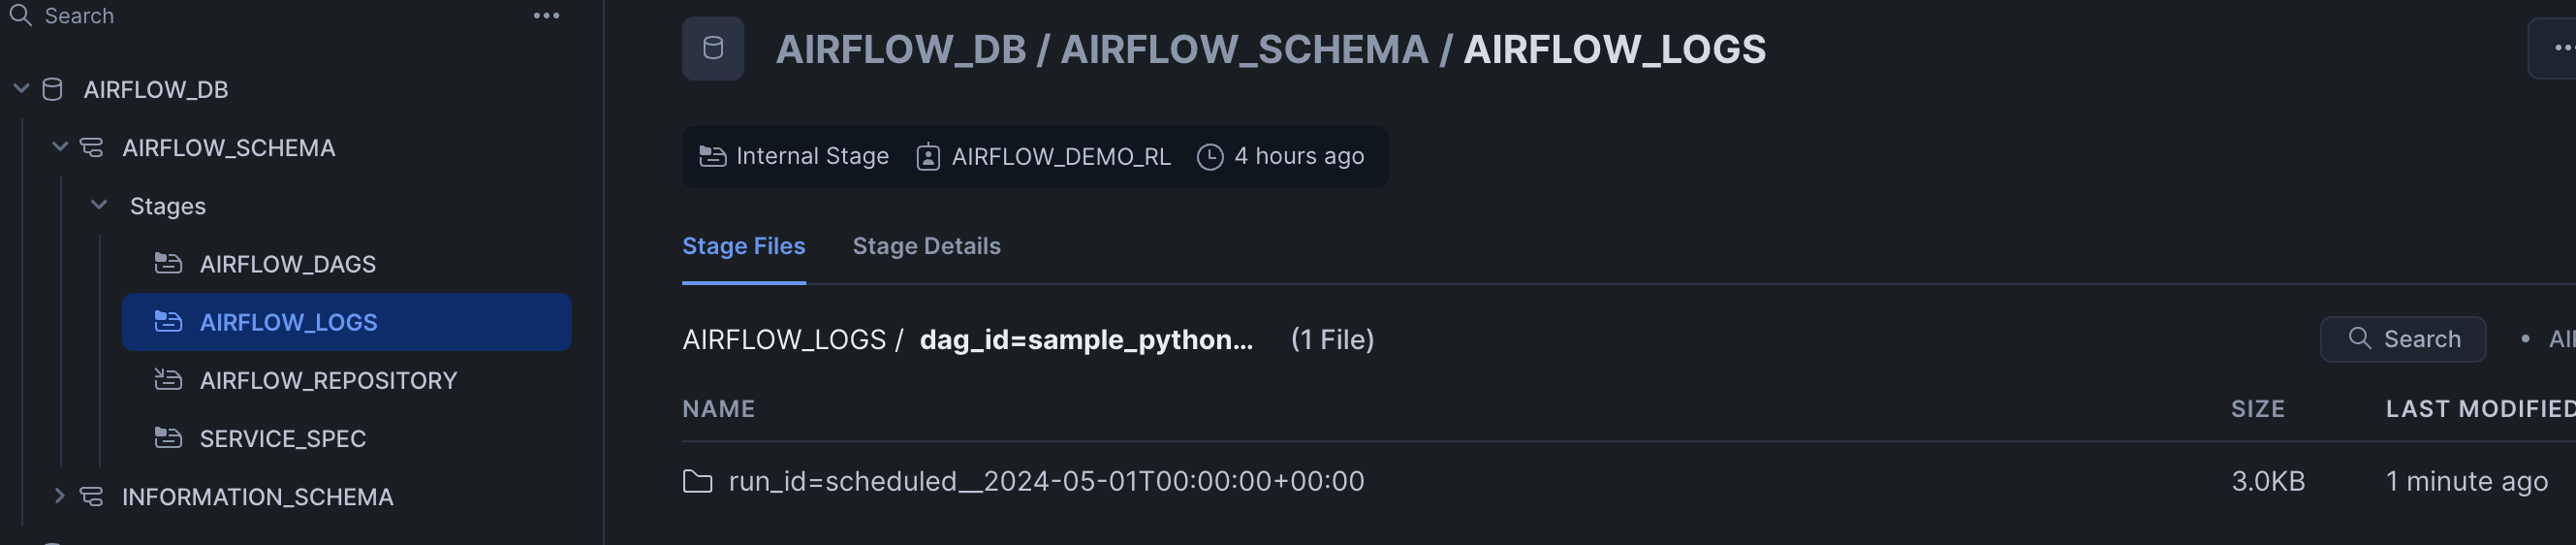 Search
AIRFLOW_DB
AIRFLOW_SCHEMA
Stages
AIRFLOW_DAGS
AIRFLOW_LOGS
AIRFLOW_REPOSITORY
SERVICE_SPEC
INFORMATION_SCHEMA
AIRFLOW_DB / AIRFLOW_SCHEMA / AIRFLOW_LOGS
Internal Stage AIRFLOW_DEMO_RL 4 hours ago
Stage Files Stage Details
AIRFLOW_LOGS / dag_id=sample_python... (1 File) Search
NAME SIZE LAST MODIFIED
run_id=scheduled__2024-05-01T00:00:00+00:00 3.0KB 1 minute ago